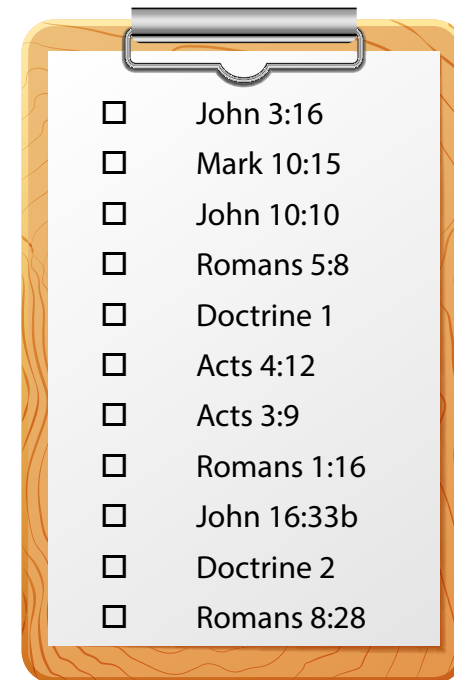 John 3:16
Mark 10:15
John 10:10
Romans 5:8
Doctrine 1
Acts 4:12
Acts 3:9
Romans 1:16
John 16:33b
Doctrine 2
Romans 8:28